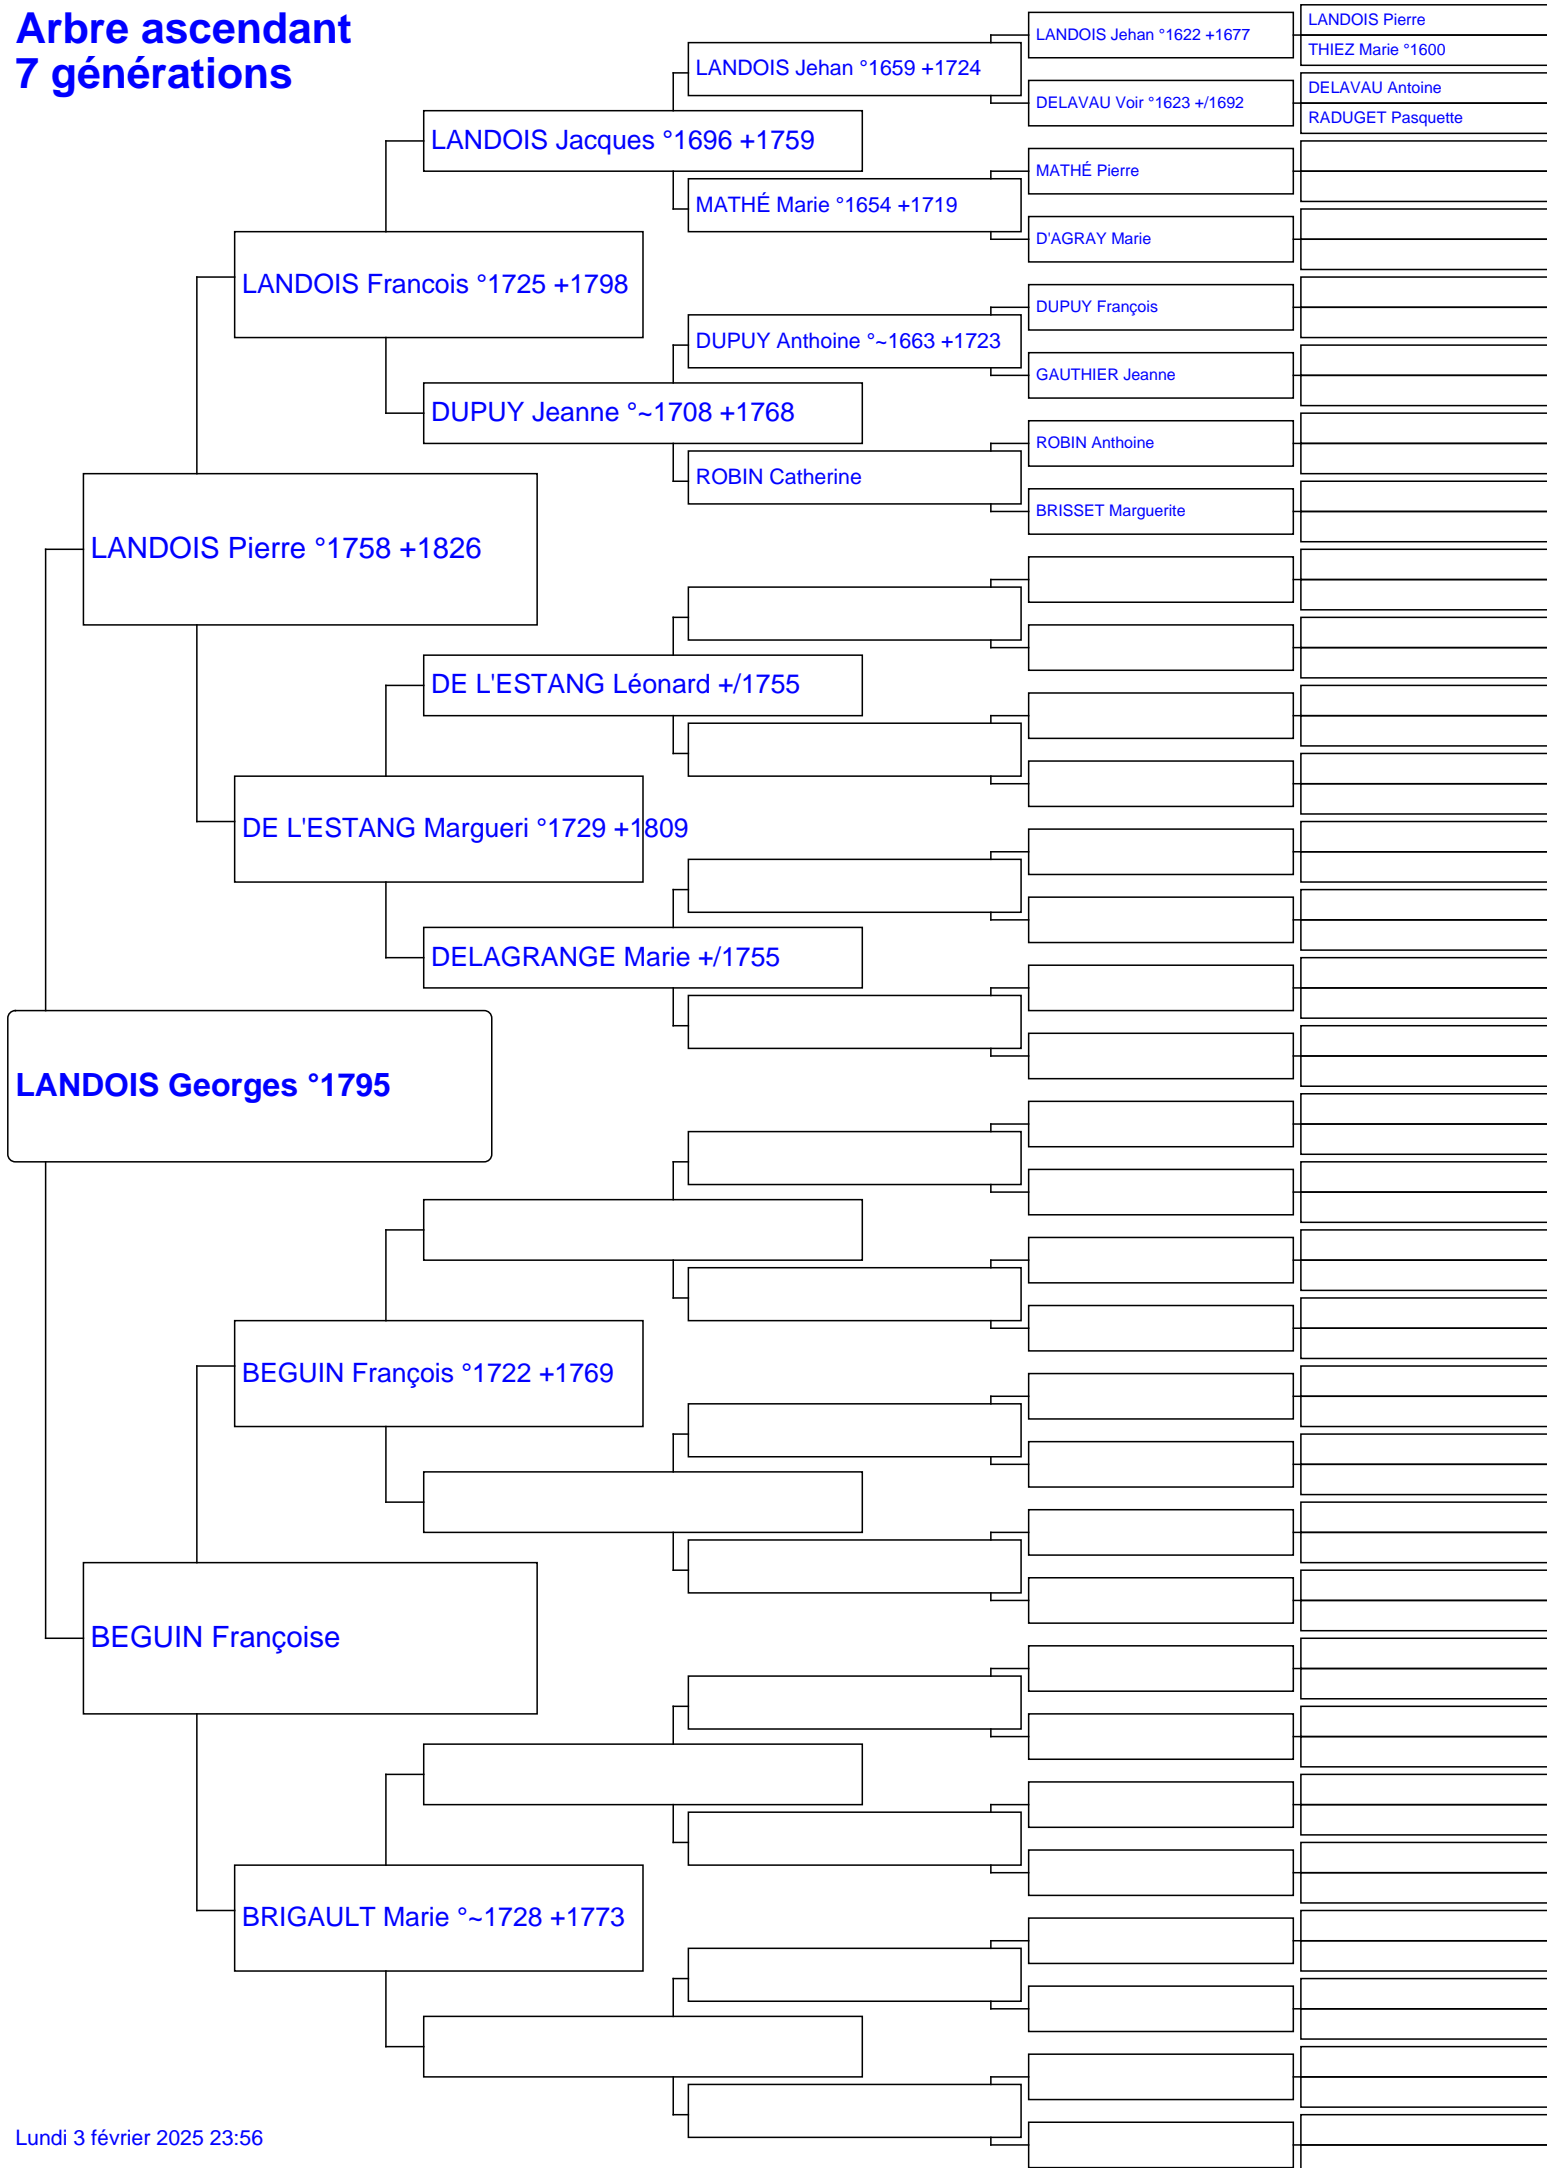 Arbre ascendant
7 générations
LANDOIS Pierre
THIEZ Marie °1600
LANDOIS Jehan °1622 +1677
LANDOIS Jehan °1659 +1724
DELAVAU Antoine
RADUGET Pasquette
DELAVAU Voir °1623 +/1692
LANDOIS Jacques °1696 +1759
MATHÉ Pierre
MATHÉ Marie °1654 +1719
D'AGRAY Marie
LANDOIS Francois °1725 +1798
DUPUY François
DUPUY Anthoine °~1663 +1723
GAUTHIER Jeanne
DUPUY Jeanne °~1708 +1768
ROBIN Anthoine
ROBIN Catherine
BRISSET Marguerite
LANDOIS Pierre °1758 +1826
DE L'ESTANG Léonard +/1755
DE L'ESTANG Margueri °1729 +1809
DELAGRANGE Marie +/1755
LANDOIS Georges °1795
BEGUIN François °1722 +1769
BEGUIN Françoise
BRIGAULT Marie °~1728 +1773
Lundi 3 février 2025 23:56